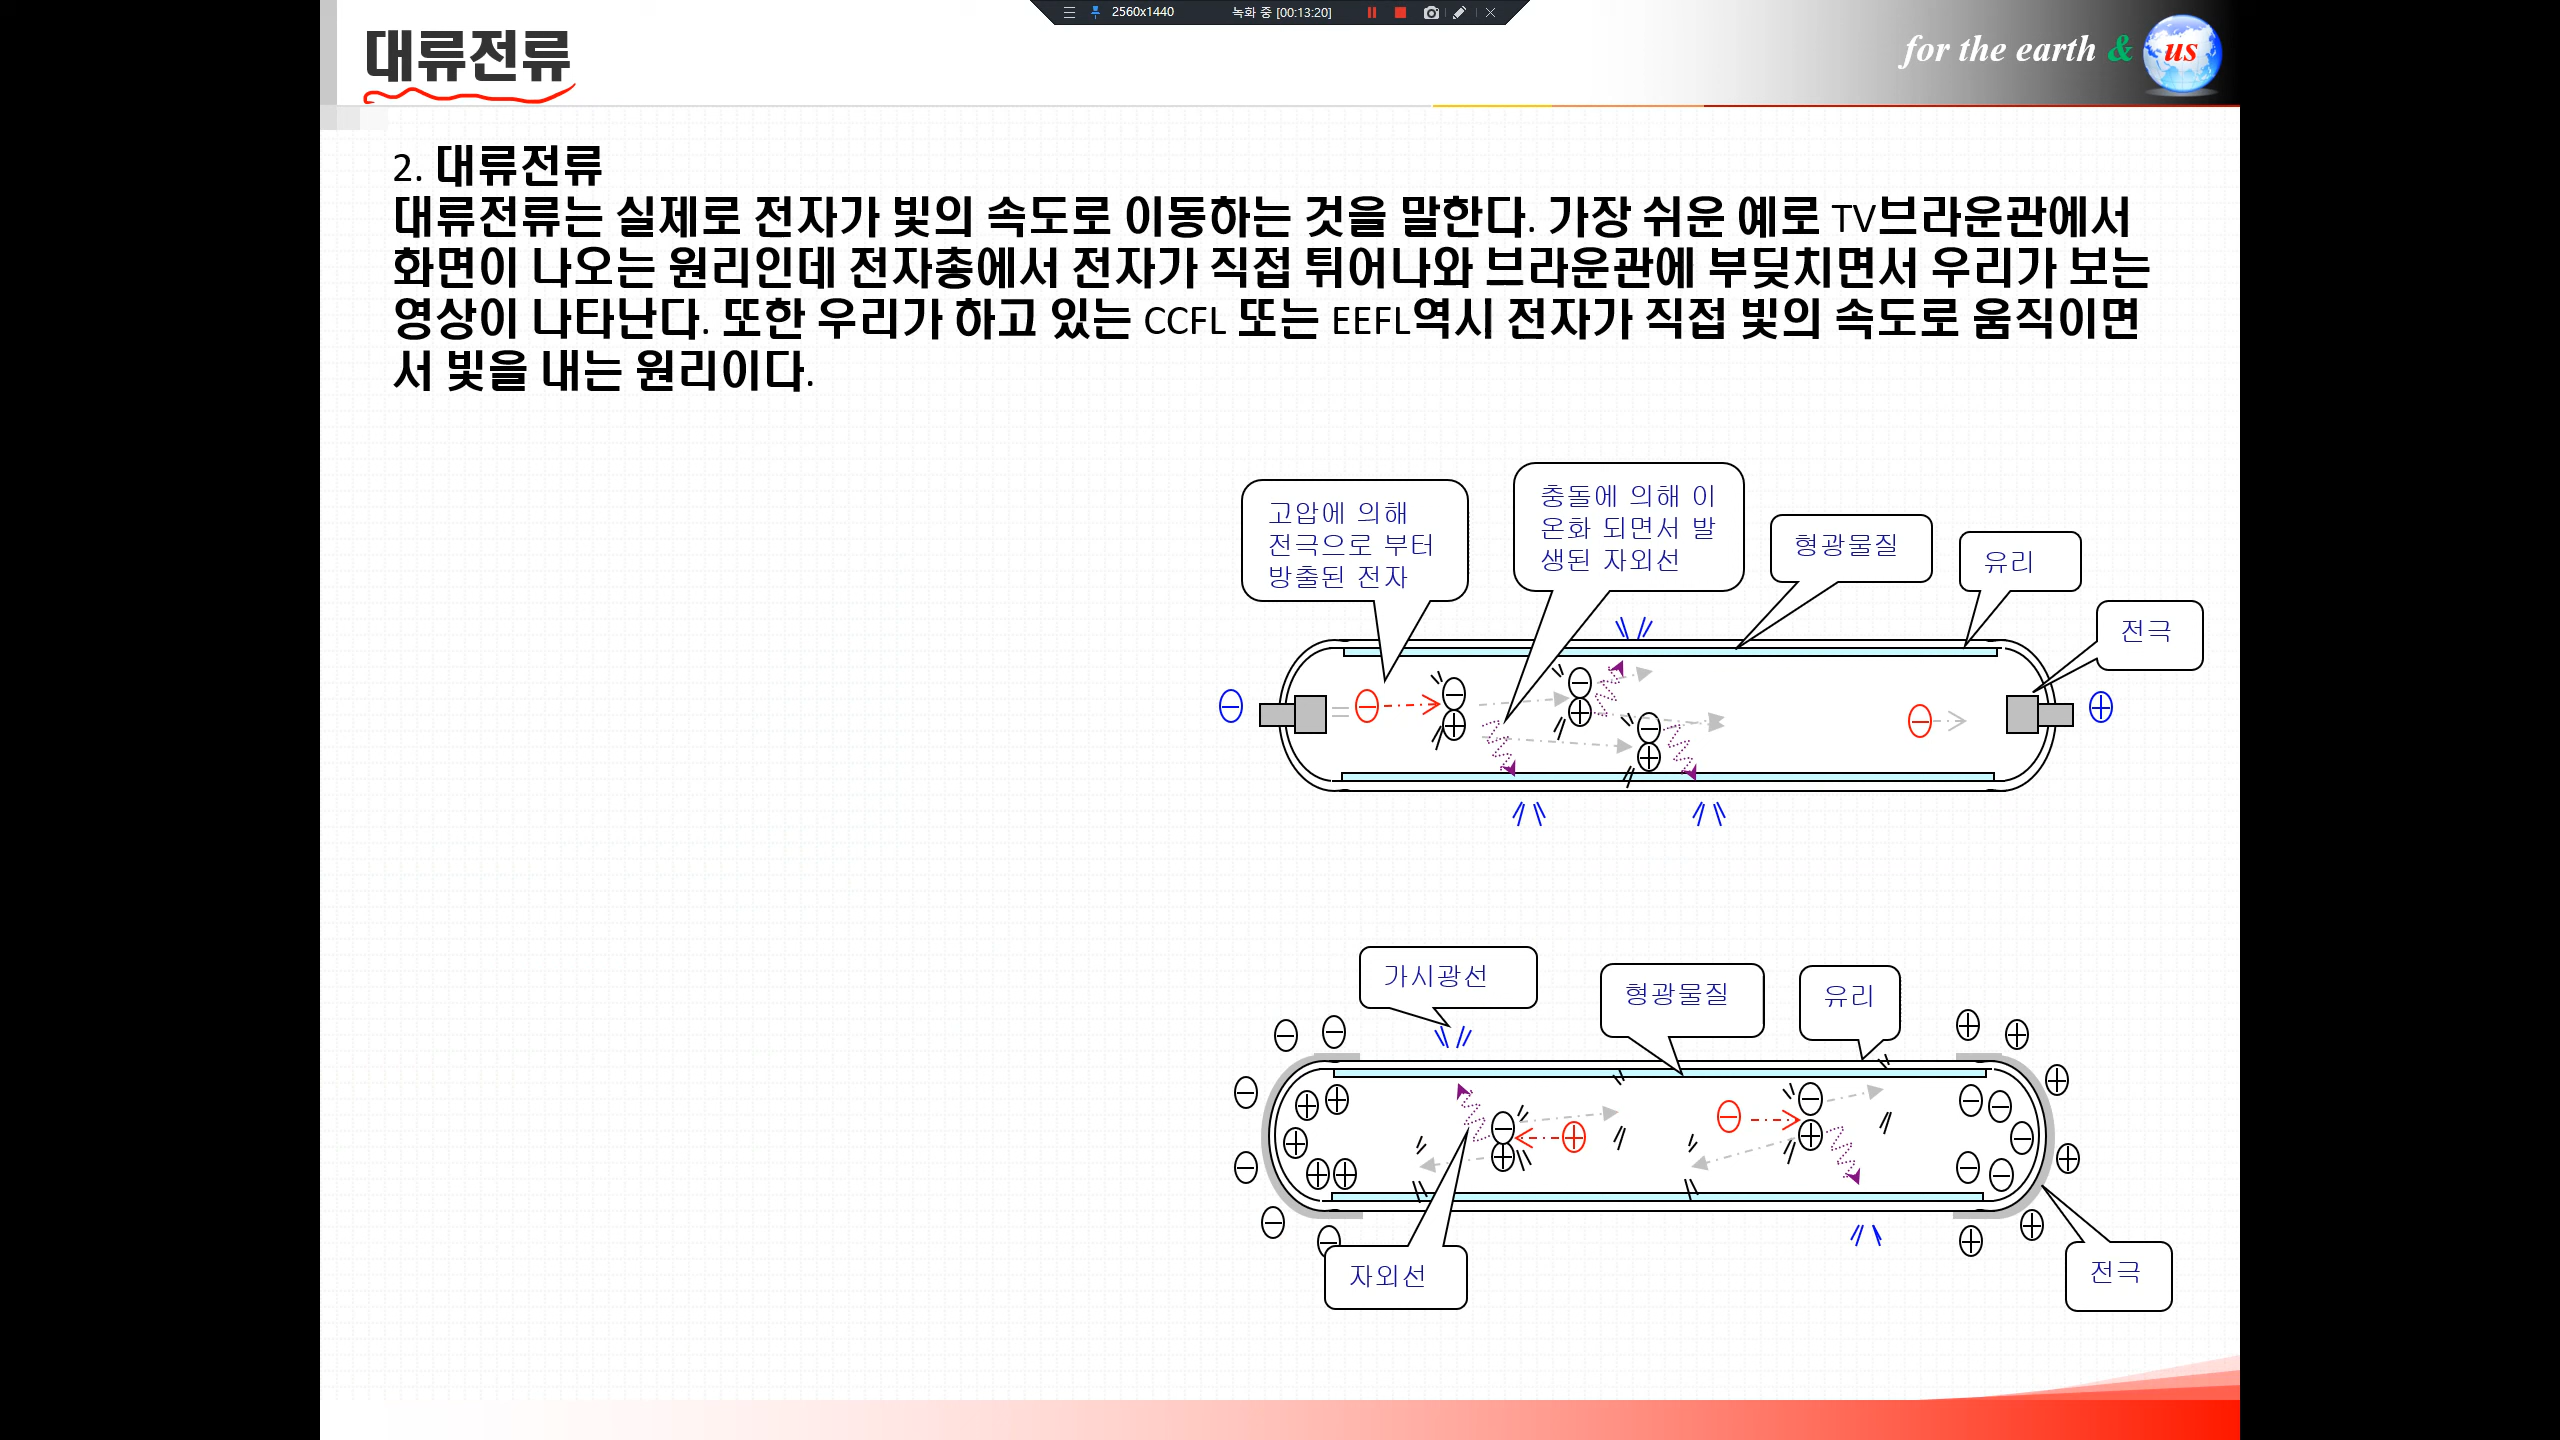 2560x1440 녹화 중 [00:13:20]
대류전류
for the earth & us
2. 대류전류
대류전류는 실제로 전자가 빛의 속도로 이동하는 것을 말한다. 가장 쉬운 예로 TV브라운관에서
화면이 나오는 원리인데 전자총에서 전자가 직접 튀어나와 브라운관에 부딪치면서 우리가 보는
영상이 나타난다. 또한 우리가 하고 있는 CCFL 또는 EEFL역시 전자가 직접 빛의 속도로 움직이면
서 빛을 내는 원리이다.
고압에 의해
전극으로 부터
방출된 전자
충돌에 의해 이
온화 되면서 발
생된 자외선
형광물질
유리
전극
가시광선
형광물질
유리
자외선
전극